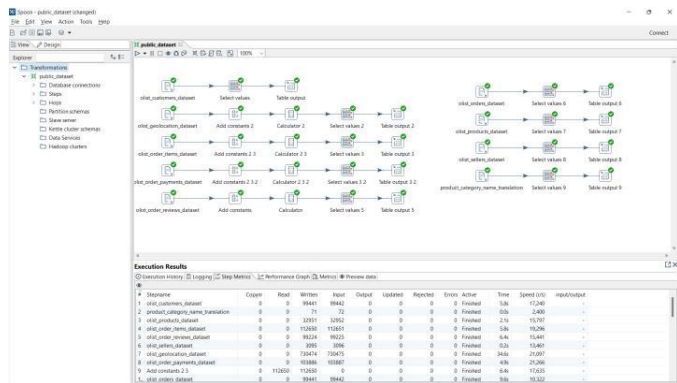 Spoon - public_dataset (changed)
File Edit View Action Tools Help
100%
Connect
View Design
Explorer
Transformations
public_dataset
Database connections
Steps
Hops
Partition schemas
Slave server
Kettle cluster schemas
Data Services
Hadoop clusters
public_dataset
olist_customers_dataset Select values Table output
olist_geolocation_dataset Add constants 2 Calculator 2 Select values 2 Table output 2
olist_order_items_dataset Add constants 2 3 Calculator 2 3 Select values 3 Table output 3
olist_order_payments_dataset Add constants 2 3 2 Calculator 2 3 2 Select values 3 2 Table output 3 2
olist_order_reviews_dataset Add constants Calculator Select values 5 Table output 5
olist_orders_dataset Select values 6 Table output 6
olist_products_dataset Select values 7 Table output 7
olist_sellers_dataset Select values 8 Table output 8
product_category_name_translation Select values 9 Table output 9
Execution Results
Execution History Logging Step Metrics Performance Graph Metrics Preview data
# Stepname Copynr Read Written Input Output Updated Rejected Errors Active Time Speed (r/s) input/output
1 olist_customers_dataset 0 0 99441 99442 0 0 0 0 Finished 5.8s 17,240 -
2 product_category_name_translation 0 0 71 72 0 0 0 0 Finished 0.0s 2,400 -
3 olist_products_dataset 0 0 32951 32952 0 0 0 0 Finished 2.1s 15,797 -
4 olist_order_items_dataset 0 0 112650 112651 0 0 0 0 Finished 5.8s 19,296 -
5 olist_order_reviews_dataset 0 0 99224 99225 0 0 0 0 Finished 6.4s 15,441 -
6 olist_sellers_dataset 0 0 3095 3096 0 0 0 0 Finished 0.2s 13,461 -
7 olist_geolocation_dataset 0 0 730474 730475 0 0 0 0 Finished 34.6s 21,097 -
8 olist_order_payments_dataset 0 0 103886 103887 0 0 0 0 Finished 4.9s 21,266 -
9 Add constants 2 3 0 112650 112650 0 0 0 0 0 Finished 6.4s 17,635 -
1.. olist_orders_dataset 0 0 99441 99442 0 0 0 0 Finished 9.6s 10,322 -